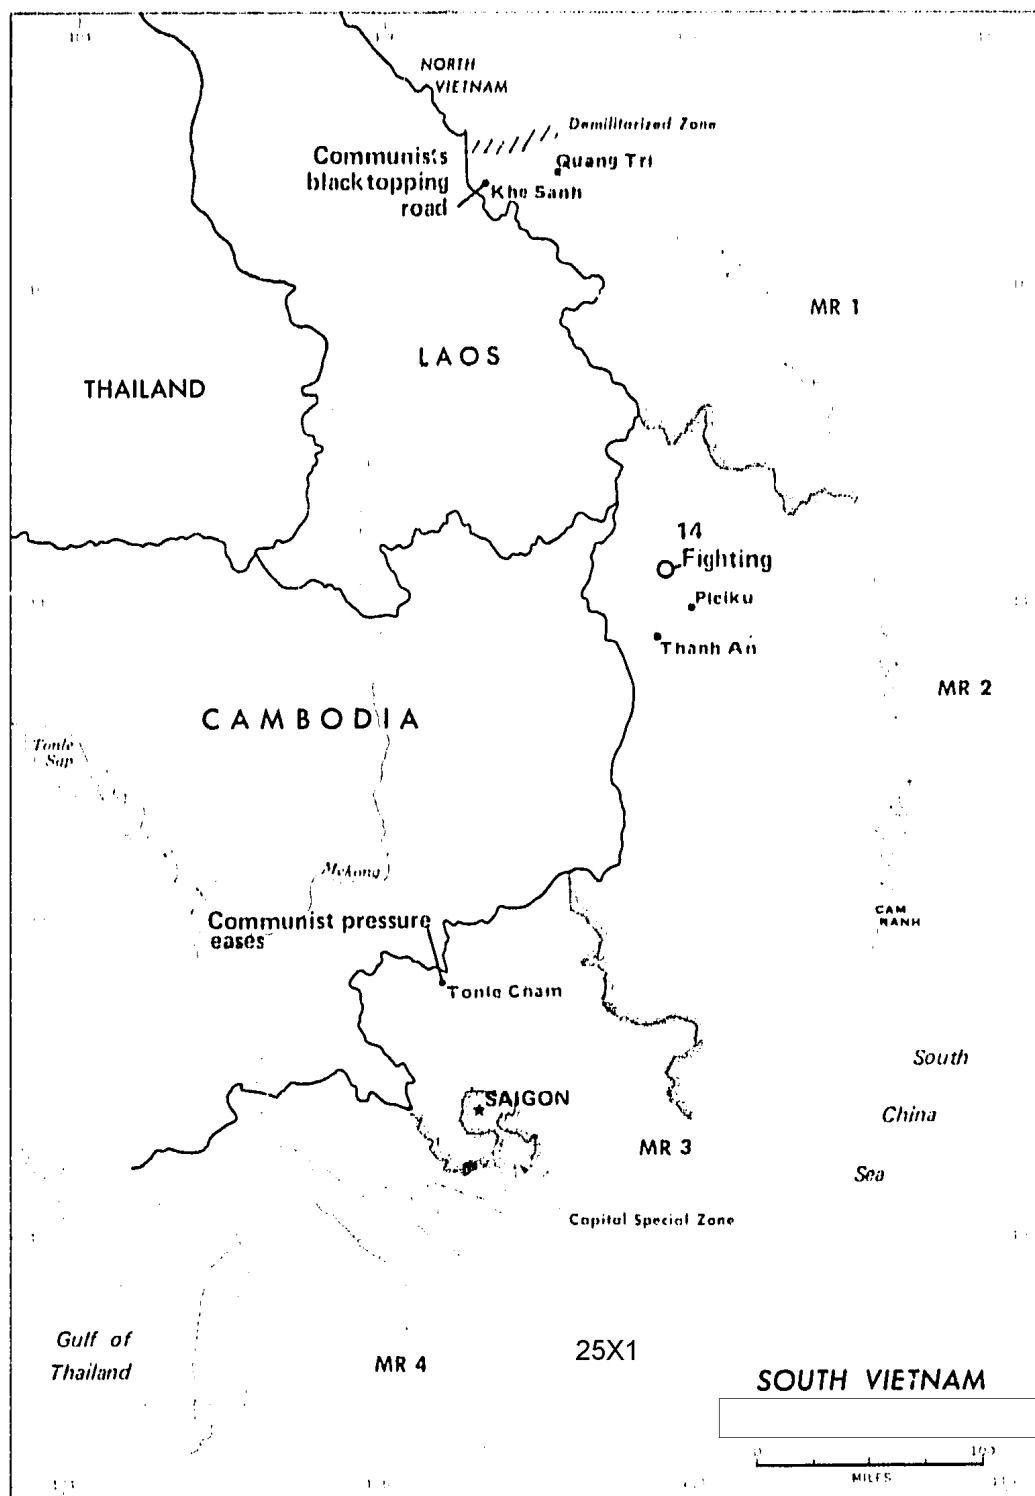 NORTH
VIETNAM
Demilitarized Zone
Quang Tri
Communists
blacktopping
road
Khe Sanh
MR 1
LAOS
THAILAND
14
Fighting
Pleiku
Thanh An
MR 2
CAMBODIA
Tonle
Sap
Mekong
CAM
RANH
Communist pressure
eases
Tonle Cham
South
SAIGON
China
MR 3
Sea
Capital Special Zone
Gulf of
Thailand
MR 4
25X1
SOUTH VIETNAM
0 100
MILES